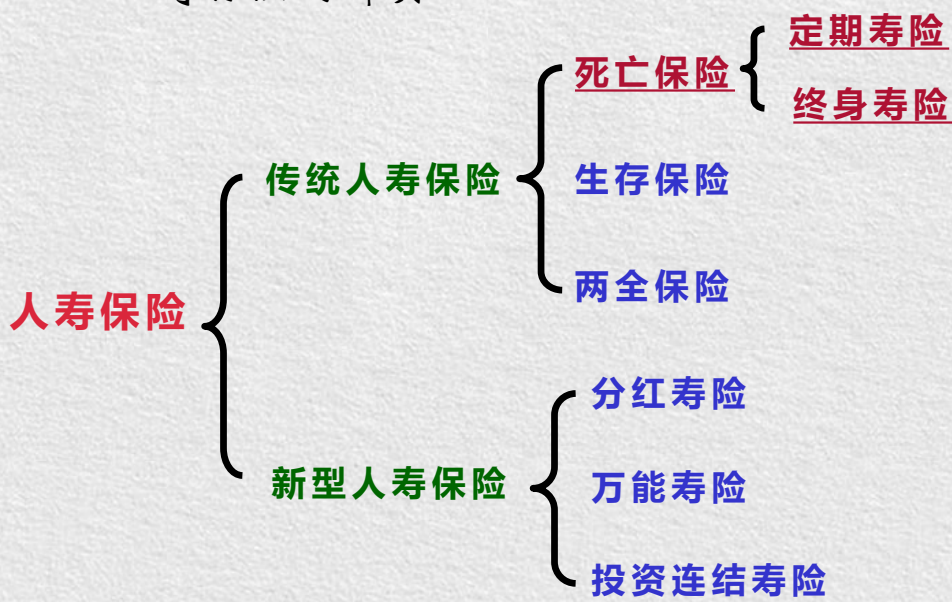 人寿保险
传统人寿保险
死亡保险
定期寿险
终身寿险
生存保险
两全保险
新型人寿保险
分红寿险
万能寿险
投资连结寿险